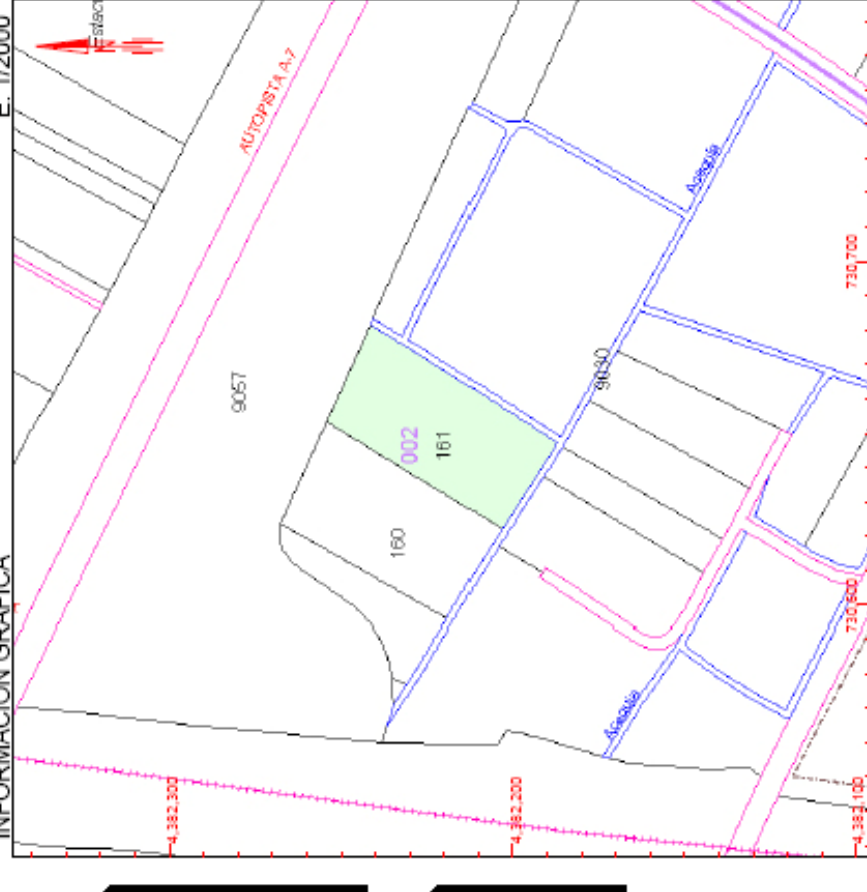 INFORMACIÓN GRÁFICA
E: 1/2000
N
AUTOPISTA A-7
9057
002
161
160
9030
Acequia
Acequia
730,700
730,600
4,382,300
4,382,200
4,382,100